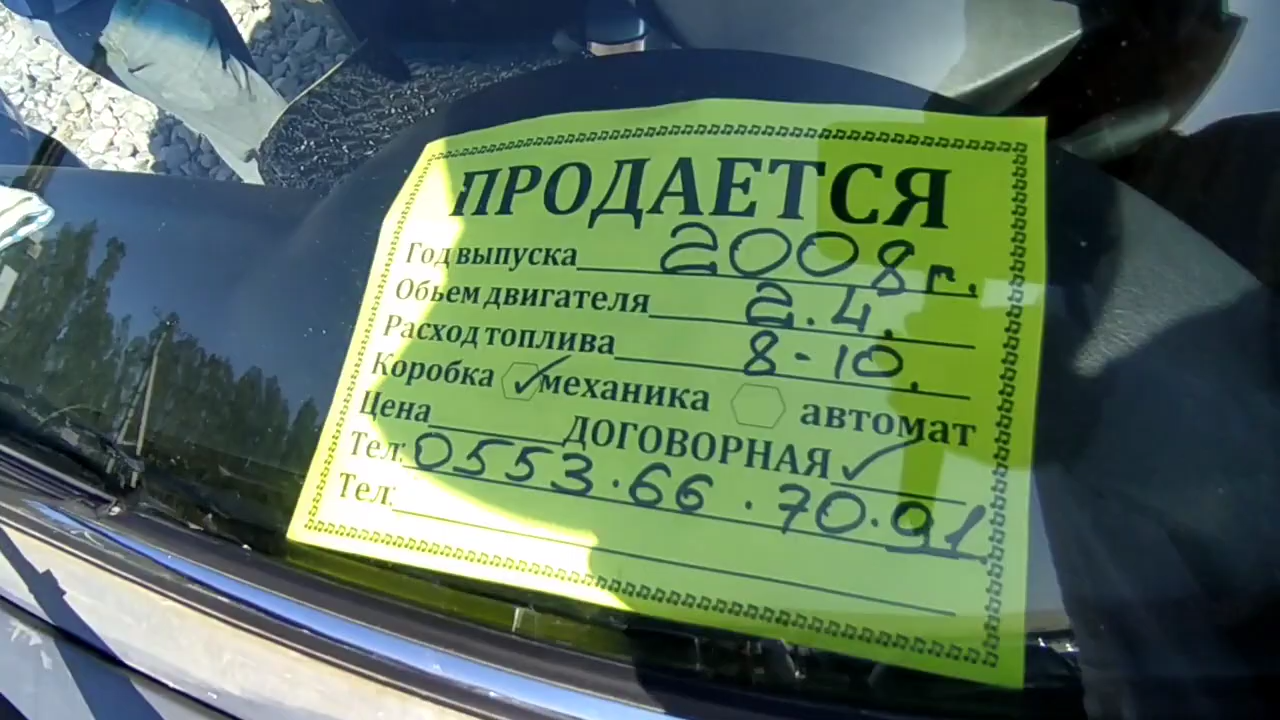 ПРОДАЕТСЯ
Год выпуска 2008г.
Обьем двигателя 2.4.
Расход топлива 8-10.
Коробка ✓ механика автомат
Цена ДОГОВОРНАЯ ✓
Тел: 0553.66.70.91
Тел: